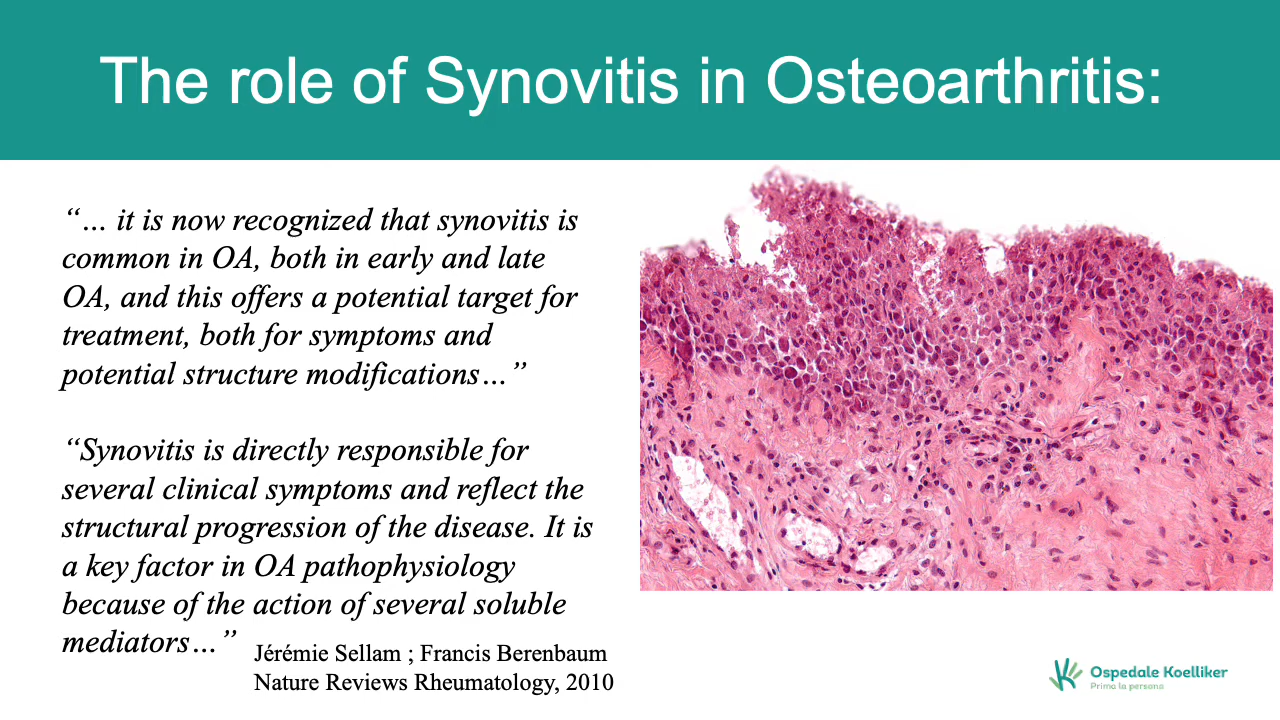 The role of Synovitis in Osteoarthritis:
“… it is now recognized that synovitis is
common in OA, both in early and late
OA, and this offers a potential target for
treatment, both for symptoms and
potential structure modifications…”
“Synovitis is directly responsible for
several clinical symptoms and reflect the
structural progression of the disease. It is
a key factor in OA pathophysiology
because of the action of several soluble
mediators…”
Jérémie Sellam ; Francis Berenbaum
Nature Reviews Rheumatology, 2010
Ospedale Koelliker
Prima la persona